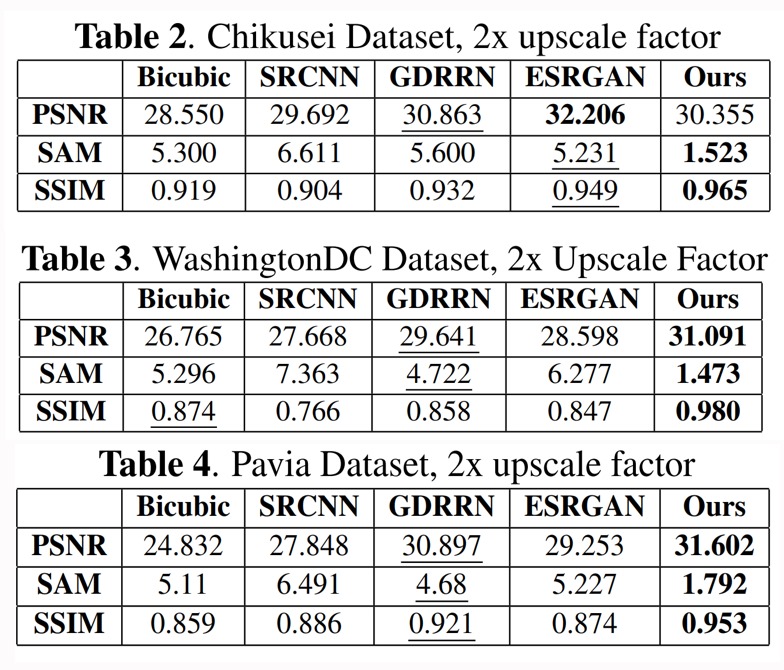 Table 2. Chikusei Dataset, 2x upscale factor
Bicubic SRCNN GDRRN ESRGAN Ours
PSNR 28.550 29.692 30.863 32.206 30.355
SAM 5.300 6.611 5.600 5.231 1.523
SSIM 0.919 0.904 0.932 0.949 0.965
Table 3. WashingtonDC Dataset, 2x Upscale Factor
Bicubic SRCNN GDRRN ESRGAN Ours
PSNR 26.765 27.668 29.641 28.598 31.091
SAM 5.296 7.363 4.722 6.277 1.473
SSIM 0.874 0.766 0.858 0.847 0.980
Table 4. Pavia Dataset, 2x upscale factor
Bicubic SRCNN GDRRN ESRGAN Ours
PSNR 24.832 27.848 30.897 29.253 31.602
SAM 5.11 6.491 4.68 5.227 1.792
SSIM 0.859 0.886 0.921 0.874 0.953